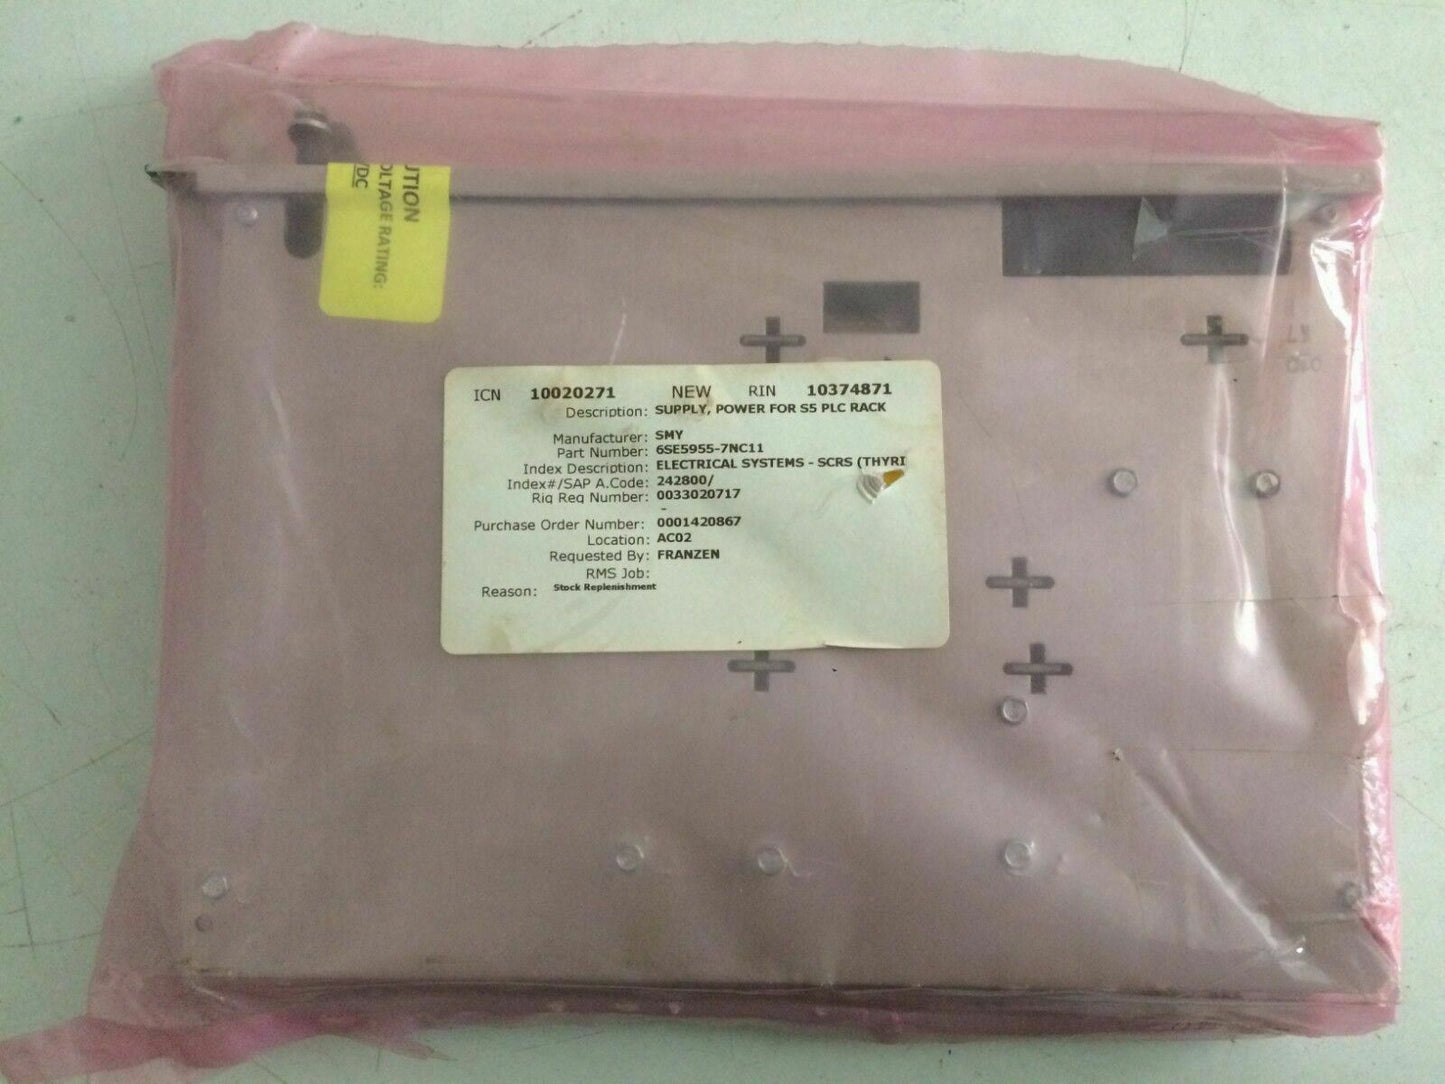 UTION
OLTAGE RATING:
/DC
ICN 10020271 NEW RIN 10374871
Description: SUPPLY, POWER FOR S5 PLC RACK
Manufacturer: SMY
Part Number: 6SE5955-7NC11
Index Description: ELECTRICAL SYSTEMS - SCRS (THYRI
Index#/SAP A.Code: 242800/
Rig Req Number: 0033020717
-
Purchase Order Number: 0001420867
Location: AC02
Requested By: FRANZEN
RMS Job:
Reason: Stock Replenishment